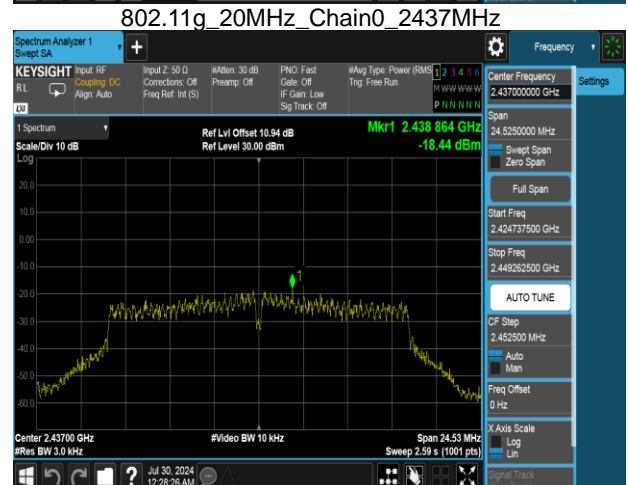 802.11g_20MHz_Chain0_2437MHz
Spectrum Analyzer 1
Swept SA
+
Frequency
KEYSIGHT
RL
Input: RF
Coupling: DC
Align: Auto
Input Z: 50 Ω
Corrections: Off
Freq Ref: Int (S)
#Atten: 30 dB
Preamp: Off
PNO: Fast
Gate: Off
IF Gain: Low
Sig Track: Off
#Avg Type: Power (RMS
Trig: Free Run
1 2 3 4 5 6
M W W W W W
P N N N N N
LXI
1 Spectrum
Scale/Div 10 dB
Log
Ref Lvl Offset 10.94 dB
Ref Level 30.00 dBm
Mkr1 2.438 864 GHz
-18.44 dBm
20.0
10.0
0.00
-10.0
-20.0
-30.0
-40.0
-50.0
-60.0
1
Center 2.43700 GHz
#Res BW 3.0 kHz
#Video BW 10 kHz
Span 24.53 MHz
Sweep 2.59 s (1001 pts)
Jul 30, 2024
12:28:26 AM
?
Center Frequency
2.437000000 GHz
Settings
Span
24.5250000 MHz
Swept Span
Zero Span
Full Span
Start Freq
2.424737500 GHz
Stop Freq
2.449262500 GHz
AUTO TUNE
CF Step
2.452500 MHz
Auto
Man
Freq Offset
0 Hz
X Axis Scale
Log
Lin
Signal Track